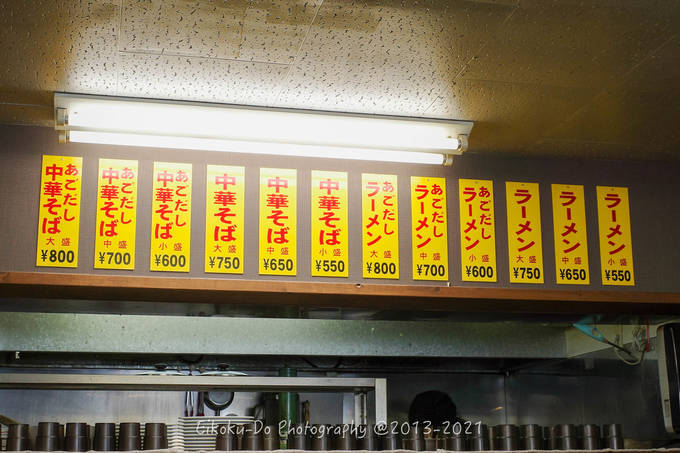 あごだし
中華そば
大盛
¥800
あごだし
中華そば
中盛
¥700
あごだし
中華そば
小盛
¥600
中華そば
大盛
¥750
中華そば
中盛
¥650
中華そば
小盛
¥550
あごだし
ラーメン
大盛
¥800
あごだし
ラーメン
中盛
¥700
あごだし
ラーメン
小盛
¥600
ラーメン
大盛
¥750
ラーメン
中盛
¥650
ラーメン
小盛
¥550
Cikoku-Do Photography @2013-2021